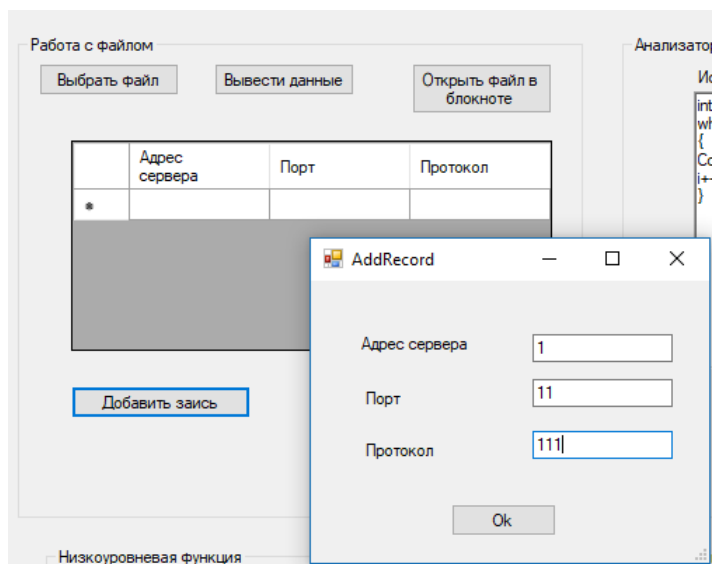 Работа с файлом
Выбрать файл
Вывести данные
Открыть файл в
блокноте
Адрес
сервера
Порт
Протокол
*
Добавить заись
AddRecord
Адрес сервера
1
Порт
11
Протокол
111
Ok
Низкоуровневая функция
int
{
i+
}